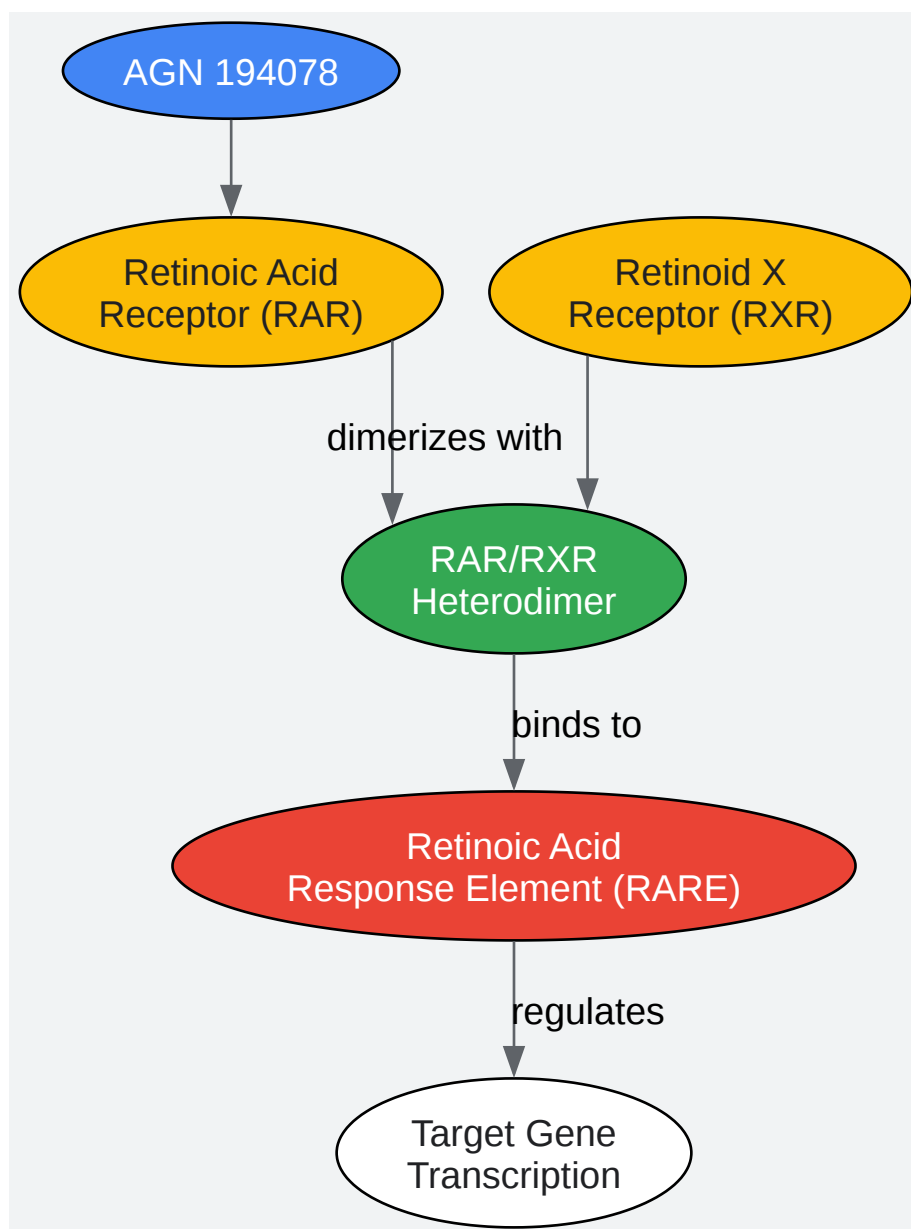 AGN 194078
Retinoic Acid
Receptor (RAR)
Retinoid X
Receptor (RXR)
dimerizes with
RAR/RXR
Heterodimer
binds to
Retinoic Acid
Response Element (RARE)
regulates
Target Gene
Transcription